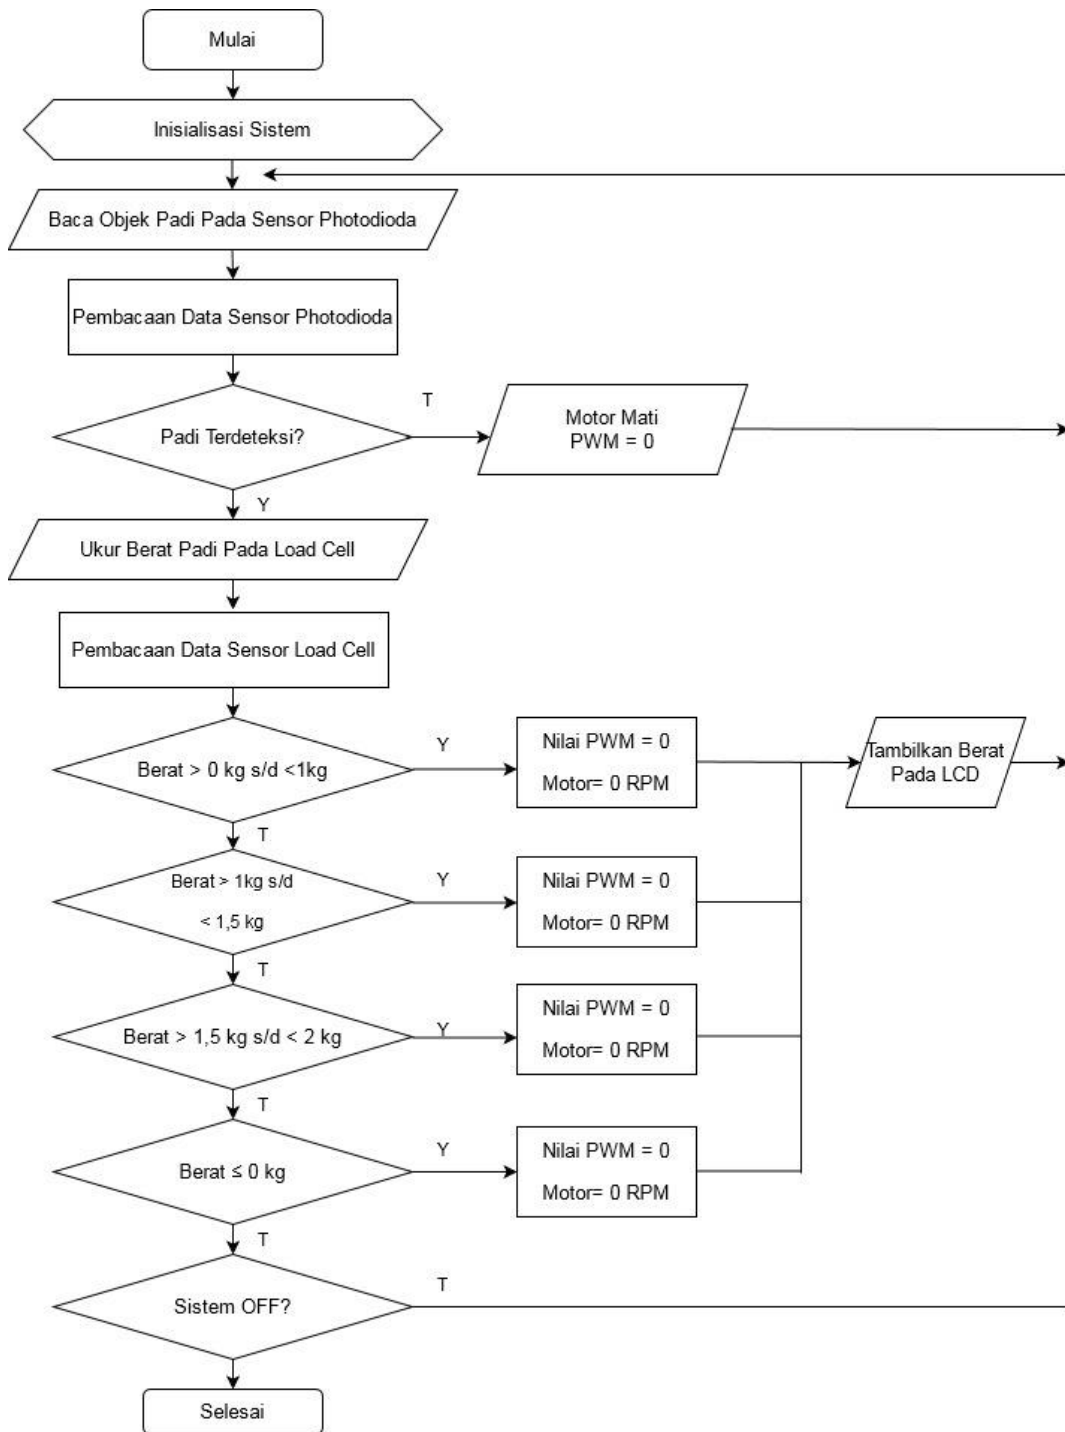 Mulai
Inisialisasi Sistem
Baca Objek Padi Pada Sensor Photodioda
Pembacaan Data Sensor Photodioda
Padi Terdeteksi?
T
Motor Mati
PWM = 0
Y
Ukur Berat Padi Pada Load Cell
Pembacaan Data Sensor Load Cell
Berat > 0 kg s/d <1kg
Y
Nilai PWM = 0
Motor= 0 RPM
Tambilkan Berat
Pada LCD
T
Berat > 1kg s/d
< 1,5 kg
Y
Nilai PWM = 0
Motor= 0 RPM
T
Berat > 1,5 kg s/d < 2 kg
Y
Nilai PWM = 0
Motor= 0 RPM
T
Berat ≤ 0 kg
Y
Nilai PWM = 0
Motor= 0 RPM
T
Sistem OFF?
T
Selesai